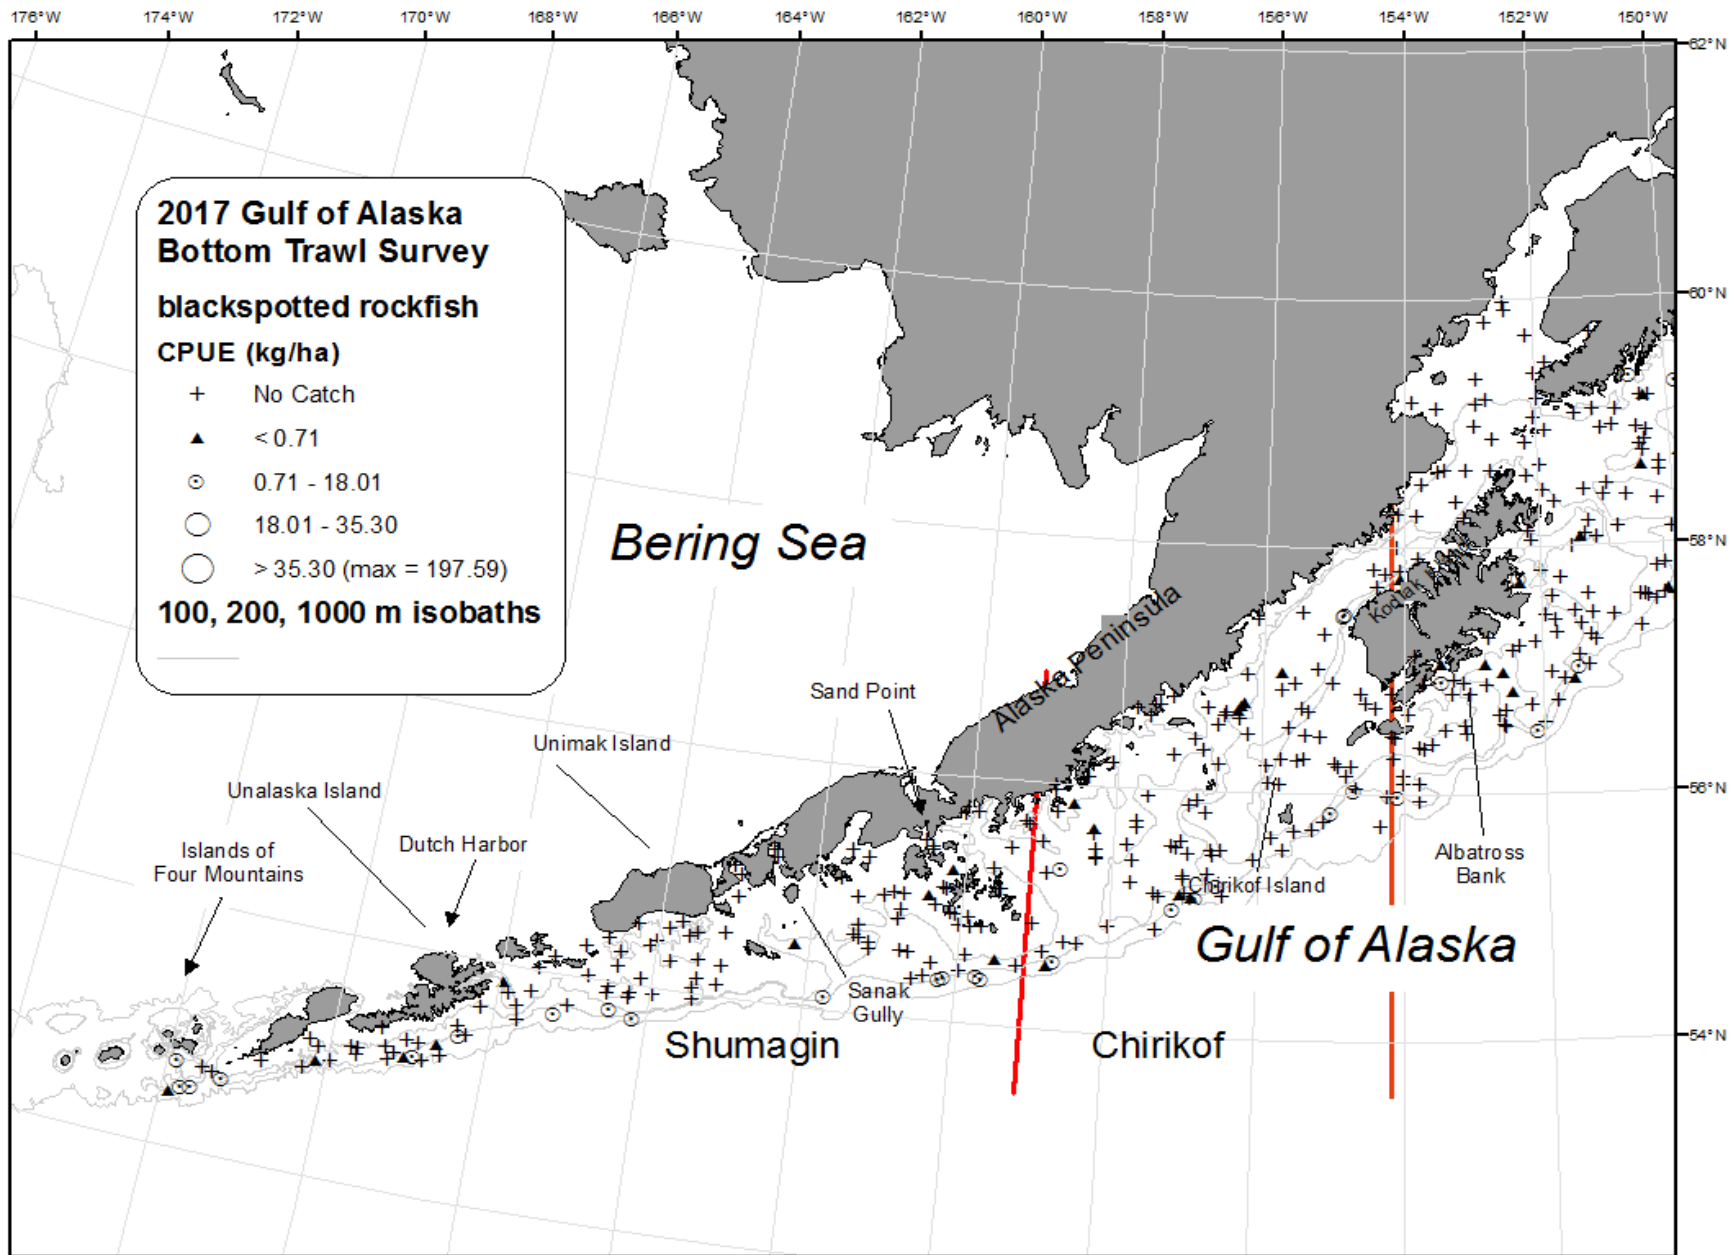 176°W 174°W 172°W 170°W 168°W 166°W 164°W 162°W 160°W 158°W 156°W 154°W 152°W 150°W
62°N
2017 Gulf of Alaska
Bottom Trawl Survey
blackspotted rockfish
CPUE (kg/ha)
No Catch
< 0.71
0.71 - 18.01
18.01 - 35.30
> 35.30 (max = 197.59)
100, 200, 1000 m isobaths
60°N
Bering Sea
58°N
Kodiak Island
Alaska Peninsula
Sand Point
Unimak Island
Unalaska Island
56°N
Dutch Harbor
Islands of
Four Mountains
Albatross
Bank
Chirikof Island
Gulf of Alaska
Sanak
Gully
54°N
Shumagin
Chirikof